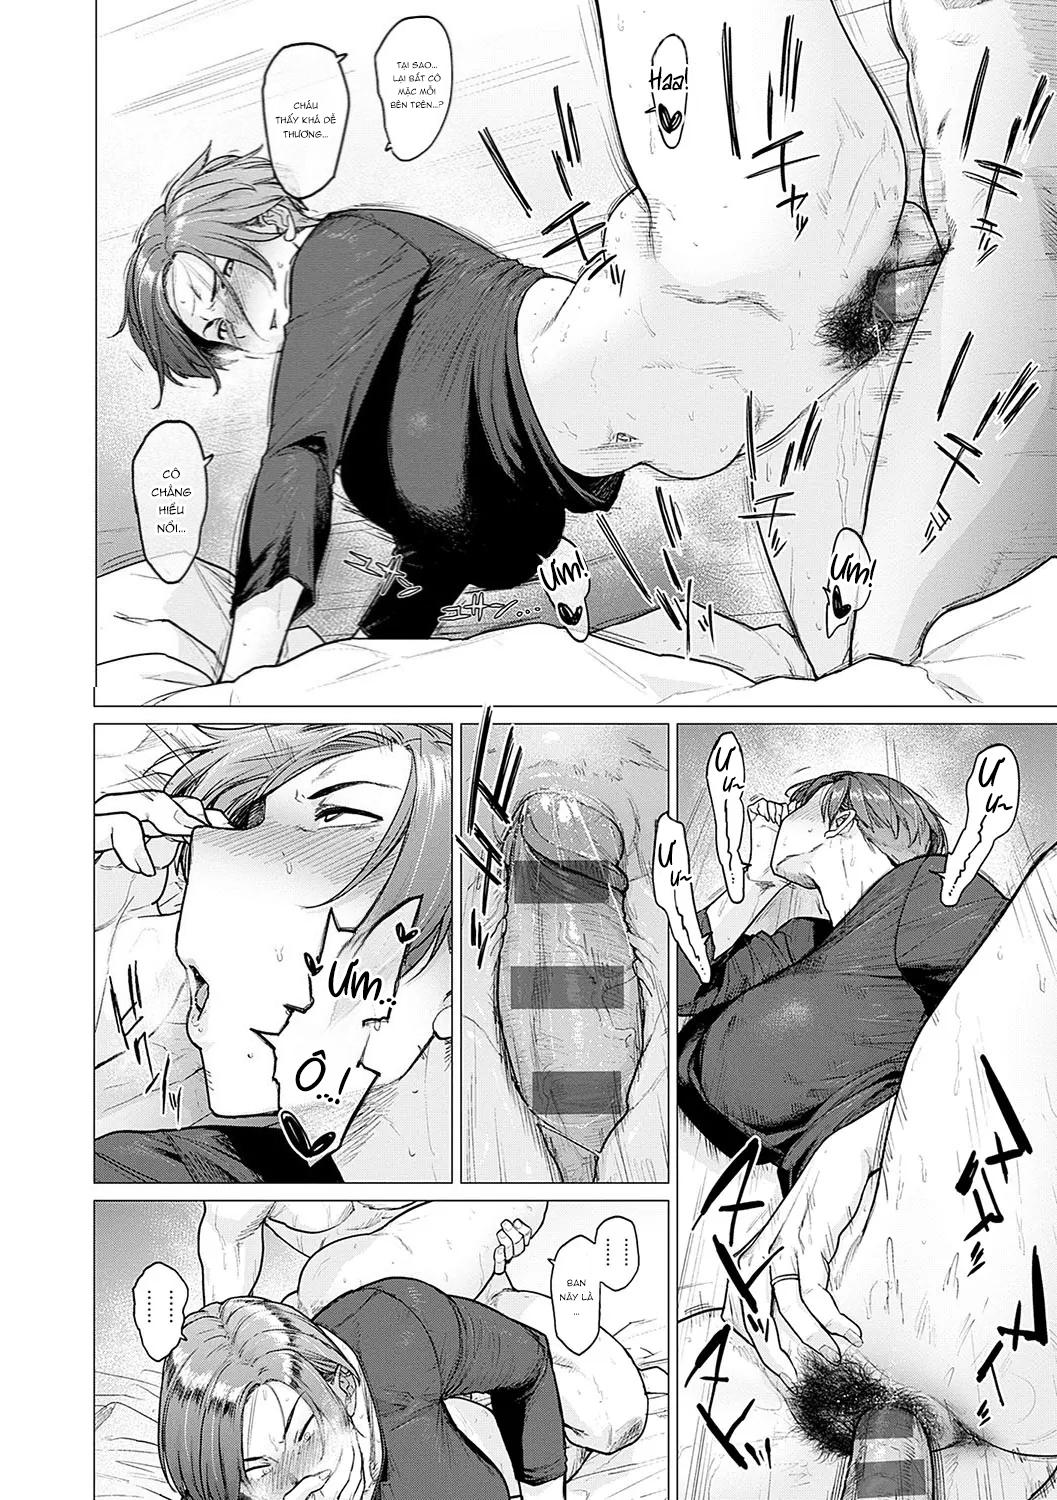 Haa!
TẠI SAO...
LẠI BẮT CÔ
MẶC MỖI
BÊN TRÊN...?
CHÁU
THẤY KHÁ DỄ
THƯƠNG...
CÔ
CHẲNG
HIỂU
NỔI...
Ưm!
Ưm!
Ư
Ư~
Ư
Ư~
Ư
Ư~
Ưm...
Ô...!
......
BAN
NÃY LÀ
...
......